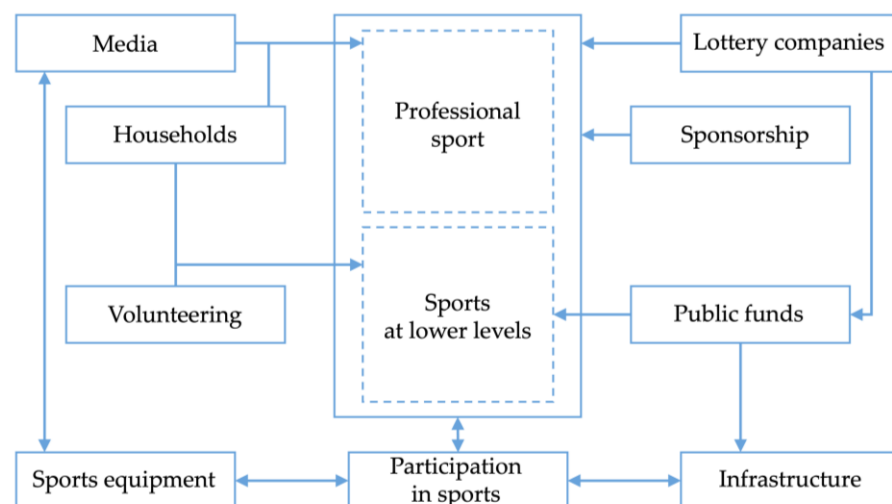 Media
Lottery companies
Households
Professional
sport
Sponsorship
Volunteering
Sports
at lower levels
Public funds
Sports equipment
Participation
in sports
Infrastructure